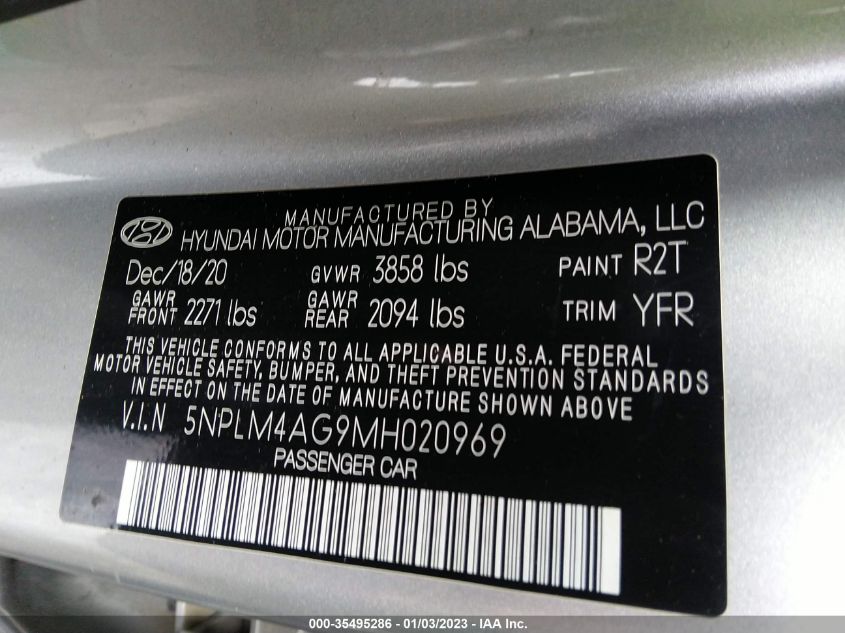 MANUFACTURED BY
HYUNDAI MOTOR MANUFACTURING ALABAMA, LLC
Dec/18/20 GVWR 3858 lbs PAINT R2T
GAWR FRONT 2271 lbs GAWR REAR 2094 lbs TRIM YFR
THIS VEHICLE CONFORMS TO ALL APPLICABLE U.S.A. FEDERAL
MOTOR VEHICLE SAFETY, BUMPER, AND THEFT PREVENTION STANDARDS
IN EFFECT ON THE DATE OF MANUFACTURE SHOWN ABOVE
V.I.N 5NPLM4AG9MH020969
PASSENGER CAR
000-35495286 - 01/03/2023 - IAA Inc.